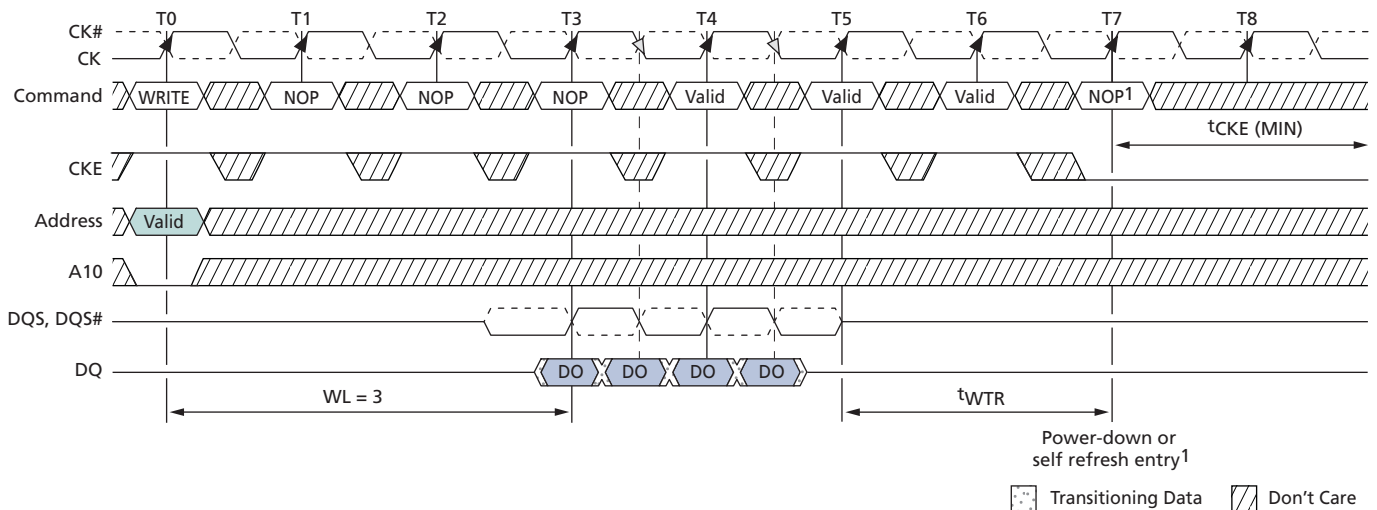 T0 T1 T2 T3 T4 T5 T6 T7 T8
CK#
CK
Command WRITE NOP NOP NOP Valid Valid Valid NOP1
tCKE (MIN)
CKE
Address Valid
A10
DQS, DQS#
DQ DO DO DO DO
WL = 3 tWTR
Power-down or
self refresh entry1
Transitioning Data Don't Care